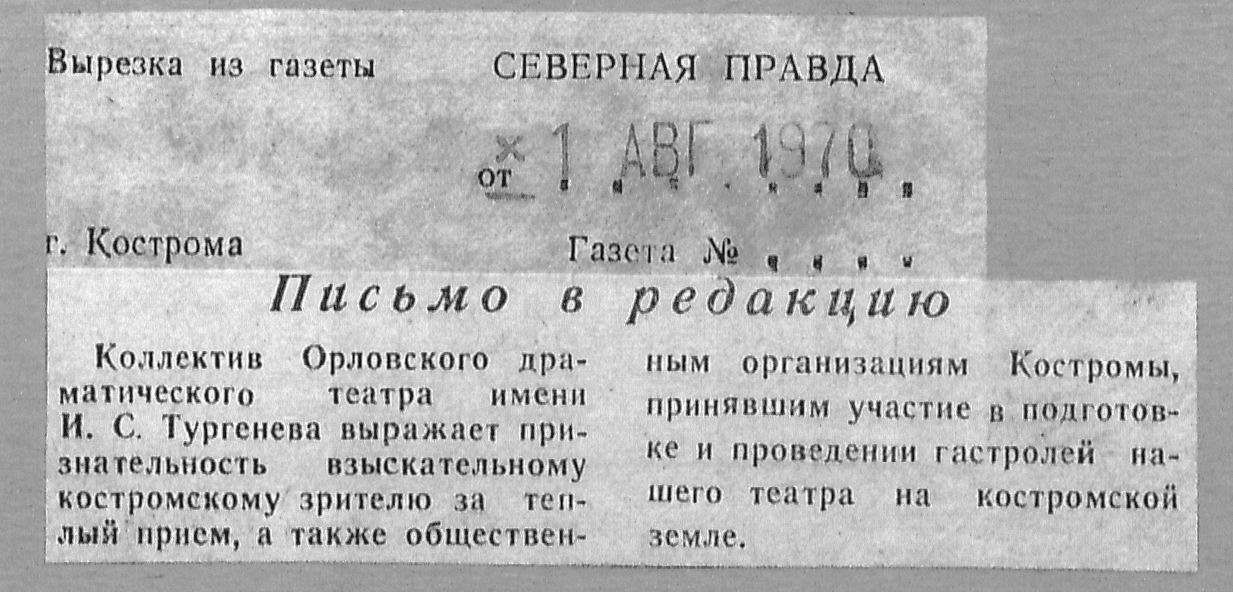 Вырезка из газеты СЕВЕРНАЯ ПРАВДА
от × 1 АВГ 1970
г. Кострома Газета № . . . .
Письмо в редакцию
Коллектив Орловского дра-
матического театра имени
И. С. Тургенева выражает при-
знательность взыскательному
костромскому зрителю за теп-
лый прием, а также обществен-
ным организациям Костромы,
принявшим участие в подготов-
ке и проведении гастролей на-
шего театра на костромской
земле.